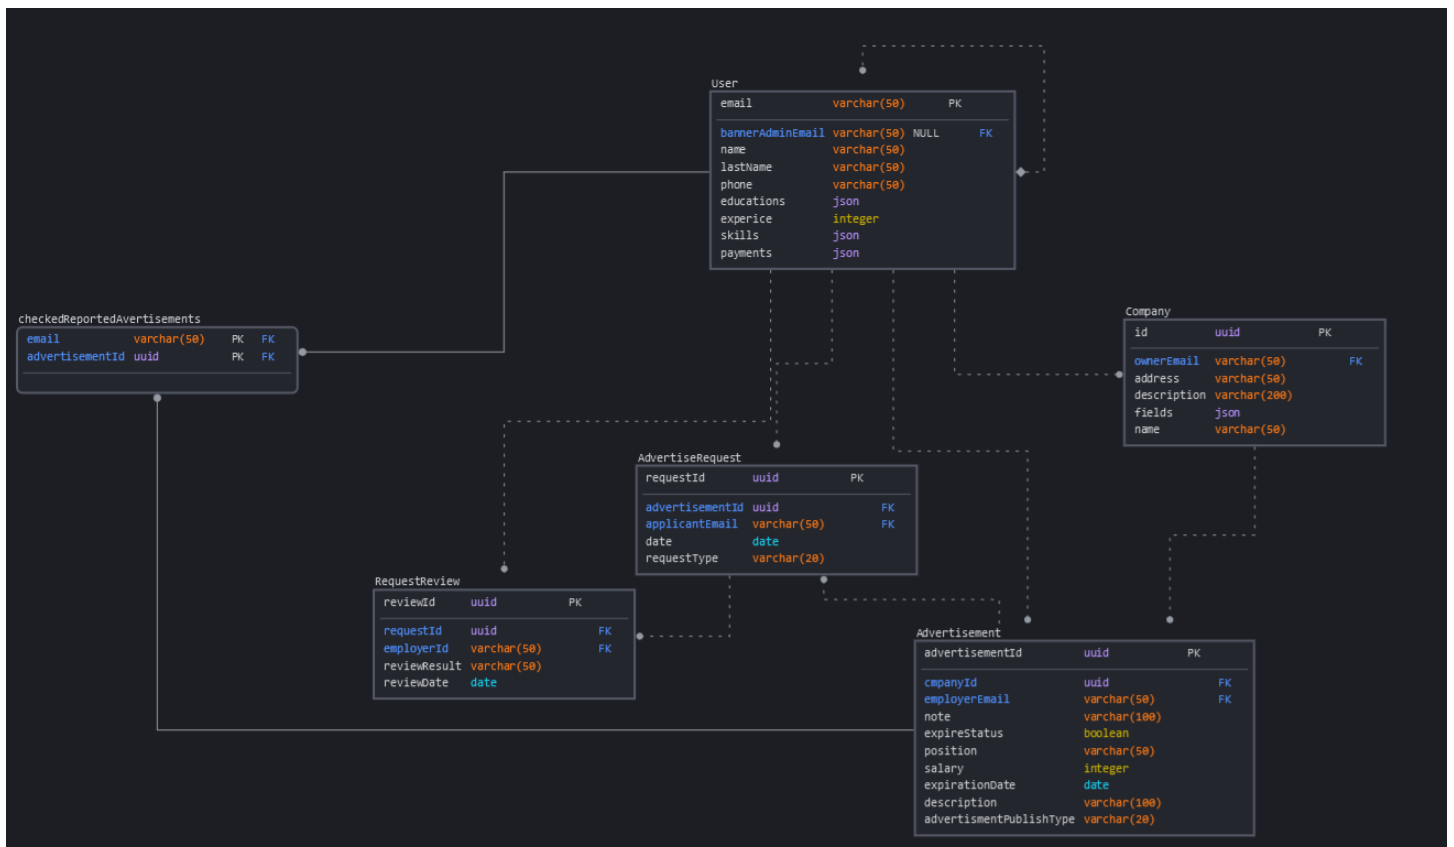 User
email varchar(50) PK
bannerAdminEmail varchar(50) NULL FK
name varchar(50)
lastName varchar(50)
phone varchar(50)
educations json
experice integer
skills json
payments json
checkedReportedAvertisements
email varchar(50) PK FK
advertisementId uuid PK FK
Company
id uuid PK
ownerEmail varchar(50) FK
address varchar(50)
description varchar(200)
fields json
name varchar(50)
AdvertiseRequest
requestId uuid PK
advertisementId uuid FK
applicantEmail varchar(50) FK
date date
requestType varchar(20)
RequestReview
reviewId uuid PK
requestId uuid FK
employerId varchar(50) FK
reviewResult varchar(50)
reviewDate date
Advertisement
advertisementId uuid PK
cmpanyId uuid FK
employerEmail varchar(50) FK
note varchar(100)
expireStatus boolean
position varchar(50)
salary integer
expirationDate date
description varchar(100)
advertismentPublishType varchar(20)